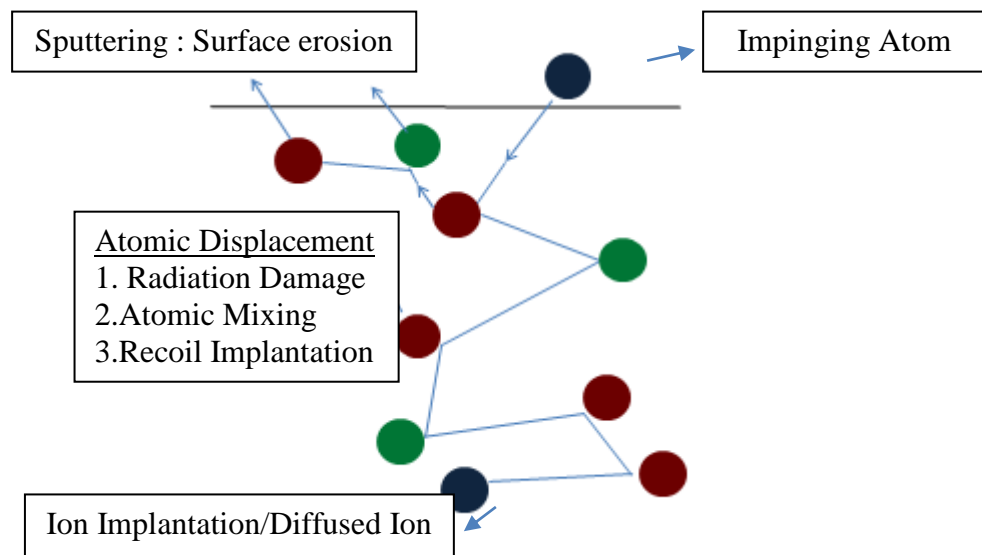 Sputtering : Surface erosion
Impinging Atom
Atomic Displacement
1. Radiation Damage
2.Atomic Mixing
3.Recoil Implantation
Ion Implantation/Diffused Ion